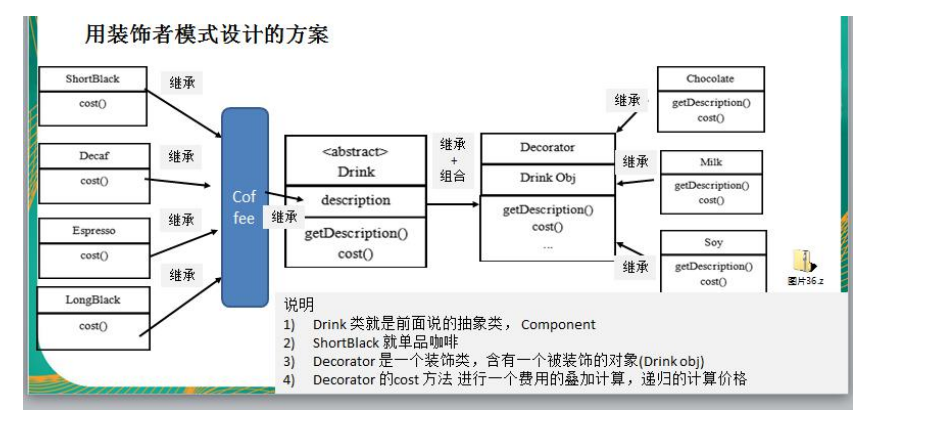 用装饰者模式设计的方案
ShortBlack
cost()
继承
Decaf
cost()
继承
Espresso
cost()
继承
LongBlack
cost()
继承
Cof
fee
继承
<abstract>
Drink
description
getDescription()
cost()
继承
+
组合
Decorator
Drink Obj
getDescription()
cost()
...
继承
Chocolate
getDescription()
cost()
继承
Milk
getDescription()
cost()
继承
Soy
getDescription()
cost()
图片36.z
说明
1) Drink 类就是前面说的抽象类， Component
2) ShortBlack 就单品咖啡
3) Decorator 是一个装饰类，含有一个被装饰的对象(Drink obj)
4) Decorator 的cost 方法 进行一个费用的叠加计算，递归的计算价格